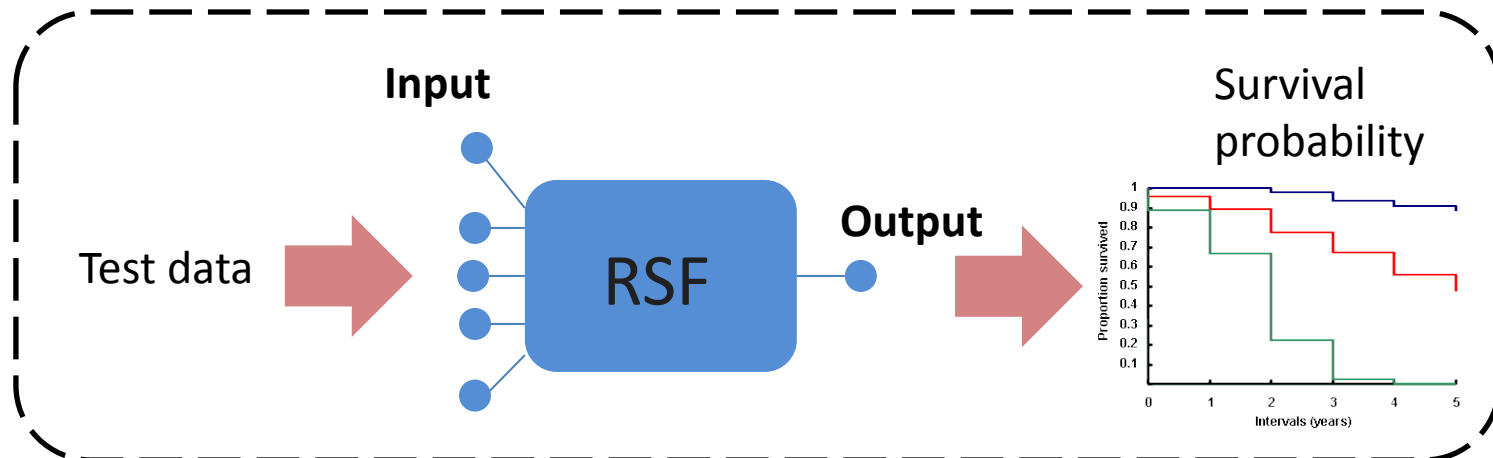 Input
Test data
RSF
Output
Survival
probability
Proportion survived
1
0.9
0.8
0.7
0.6
0.5
0.4
0.3
0.2
0.1
0 1 2 3 4 5
Intervals (years)